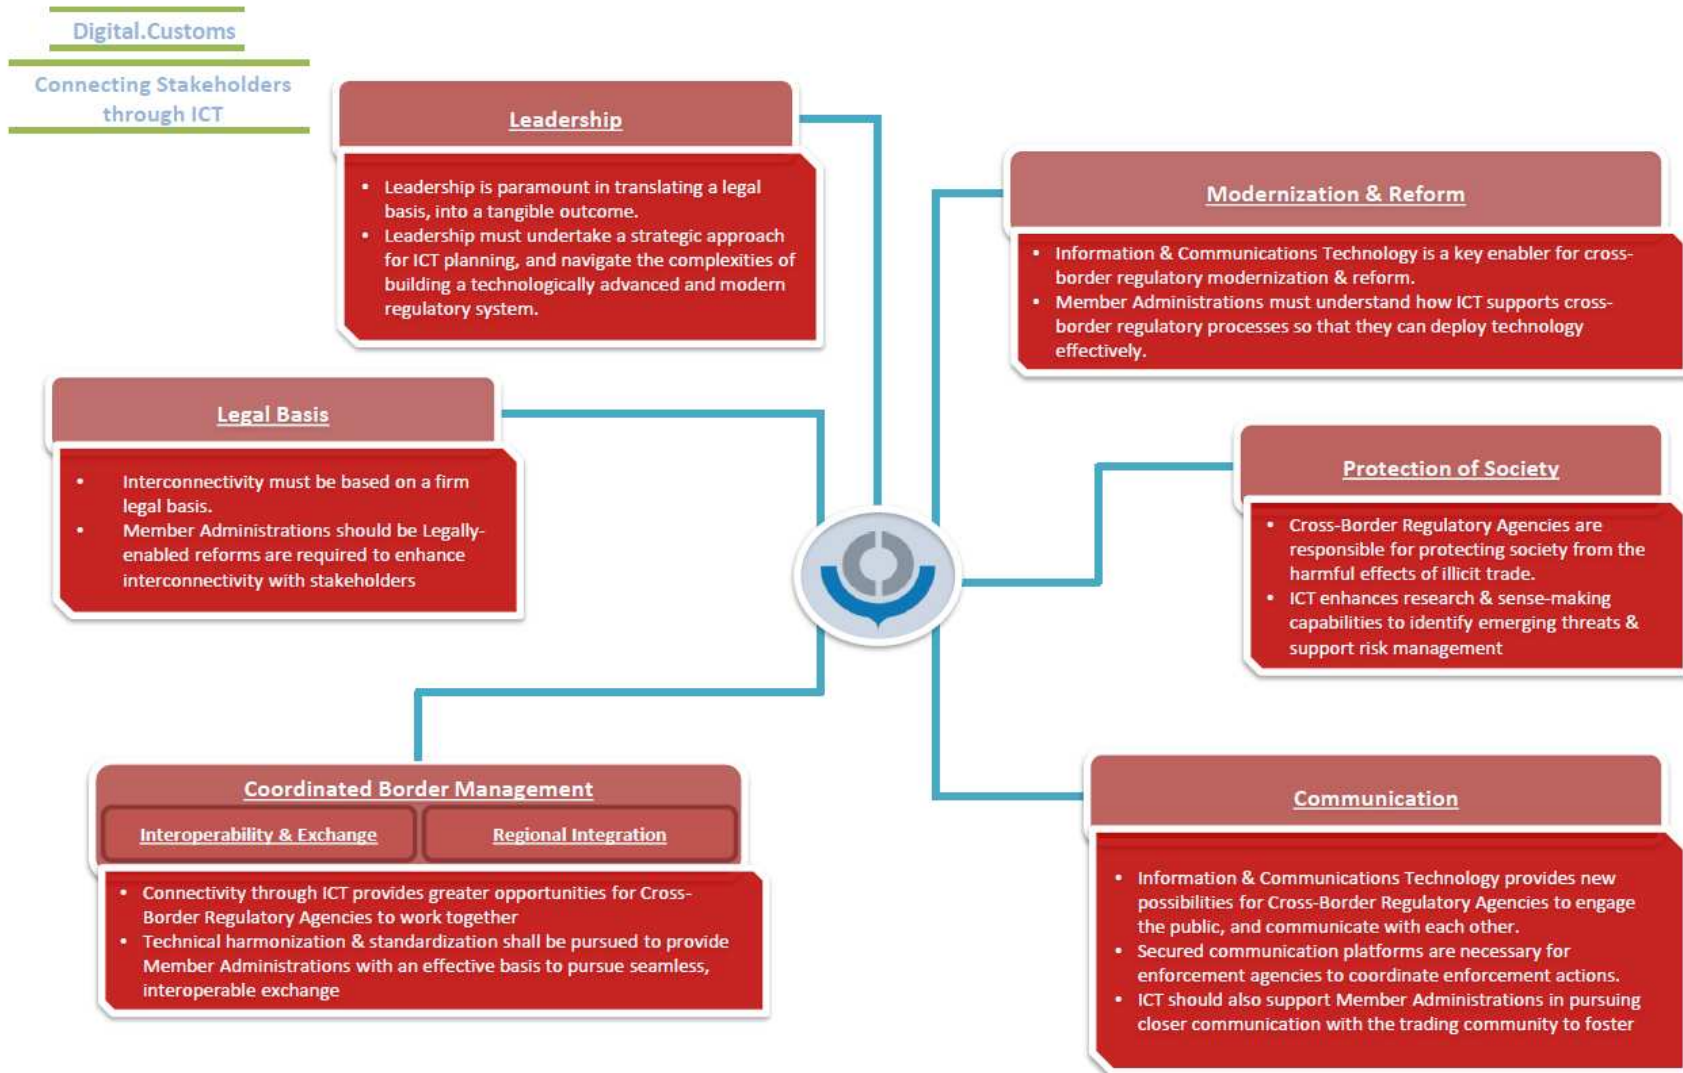 Digital.Customs
Connecting Stakeholders
through ICT
Leadership
• Leadership is paramount in translating a legal
basis, into a tangible outcome.
• Leadership must undertake a strategic approach
for ICT planning, and navigate the complexities of
building a technologically advanced and modern
regulatory system.
Modernization & Reform
• Information & Communications Technology is a key enabler for cross-
border regulatory modernization & reform.
• Member Administrations must understand how ICT supports cross-
border regulatory processes so that they can deploy technology
effectively.
Legal Basis
• Interconnectivity must be based on a firm
legal basis.
• Member Administrations should be Legally-
enabled reforms are required to enhance
interconnectivity with stakeholders
Protection of Society
• Cross-Border Regulatory Agencies are
responsible for protecting society from the
harmful effects of illicit trade.
• ICT enhances research & sense-making
capabilities to identify emerging threats &
support risk management
Coordinated Border Management
Interoperability & Exchange
Regional Integration
• Connectivity through ICT provides greater opportunities for Cross-
Border Regulatory Agencies to work together
• Technical harmonization & standardization shall be pursued to provide
Member Administrations with an effective basis to pursue seamless,
interoperable exchange
Communication
• Information & Communications Technology provides new
possibilities for Cross-Border Regulatory Agencies to engage
the public, and communicate with each other.
• Secured communication platforms are necessary for
enforcement agencies to coordinate enforcement actions.
• ICT should also support Member Administrations in pursuing
closer communication with the trading community to foster